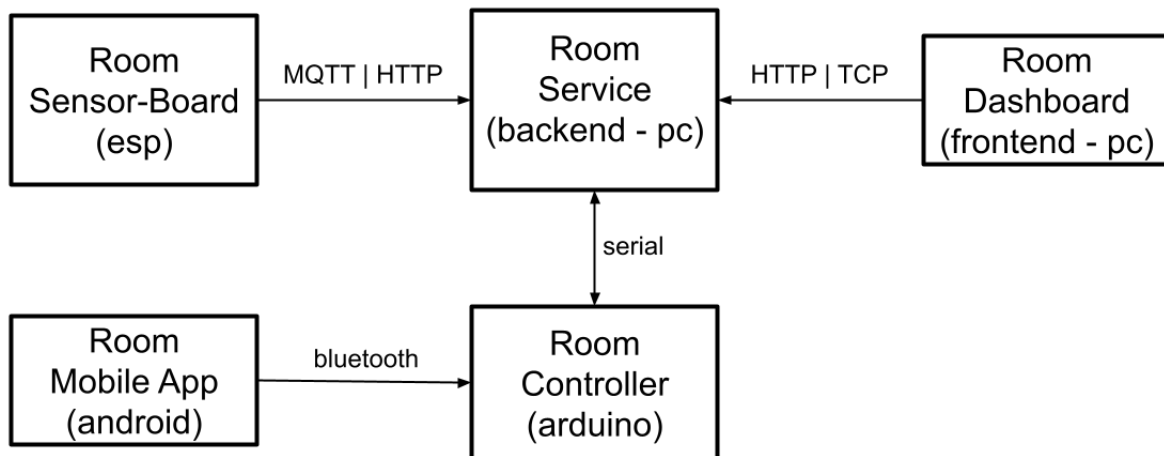 Room
Sensor-Board
(esp)
MQTT | HTTP
Room
Service
(backend - pc)
HTTP | TCP
Room
Dashboard
(frontend - pc)
serial
Room
Mobile App
(android)
bluetooth
Room
Controller
(arduino)